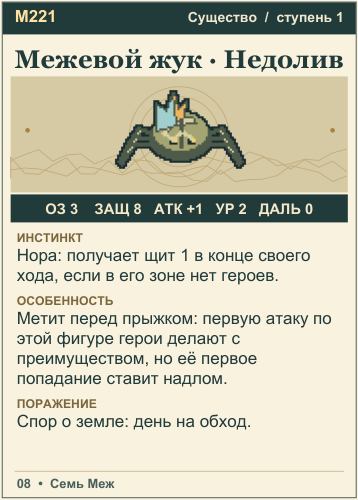 M221
Существо / ступень 1
Межевой жук · Недолив
ОЗ 3 ЗАЩ 8 АТК +1 УР 2 ДАЛЬ 0
ИНСТИНКТ
Нора: получает щит 1 в конце своего
хода, если в его зоне нет героев.
ОСОБЕННОСТЬ
Метит перед прыжком: первую атаку по
этой фигуре герои делают с
преимуществом, но её первое
попадание ставит надлом.
ПОРАЖЕНИЕ
Спор о земле: день на обход.
08 • Семь Меж